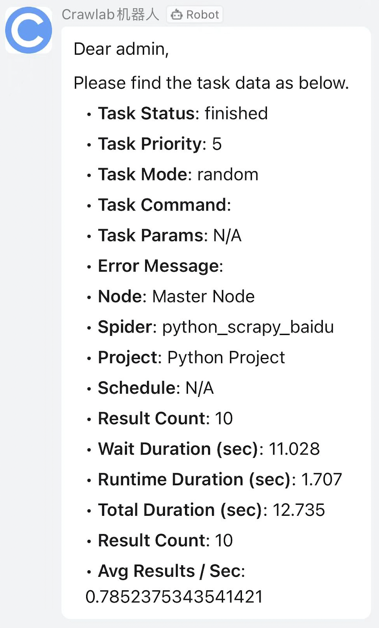 Crawlab机器人 Robot
Dear admin,
Please find the task data as below.
• Task Status: finished
• Task Priority: 5
• Task Mode: random
• Task Command:
• Task Params: N/A
• Error Message:
• Node: Master Node
• Spider: python_scrapy_baidu
• Project: Python Project
• Schedule: N/A
• Result Count: 10
• Wait Duration (sec): 11.028
• Runtime Duration (sec): 1.707
• Total Duration (sec): 12.735
• Result Count: 10
• Avg Results / Sec:
0.7852375343541421